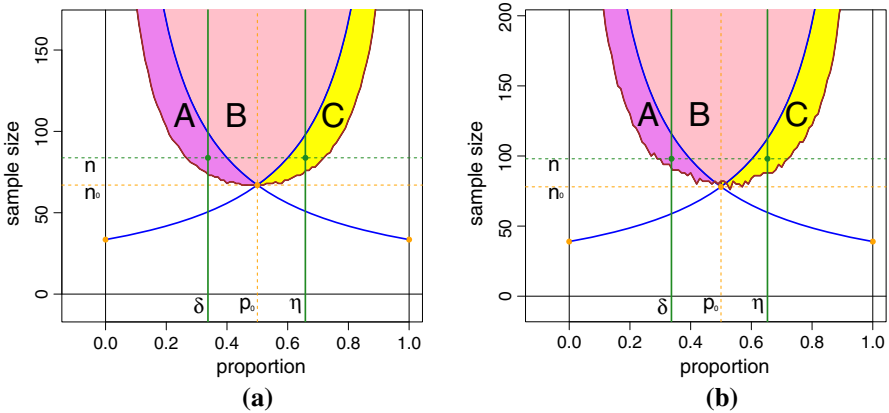 sample size
0 50 100 150
A B C
n
n₀
δ p₀ η
0.0 0.2 0.4 0.6 0.8 1.0
proportion
(a)
sample size
0 50 100 150 200
A B C
n
n₀
δ p₀ η
0.0 0.2 0.4 0.6 0.8 1.0
proportion
(b)